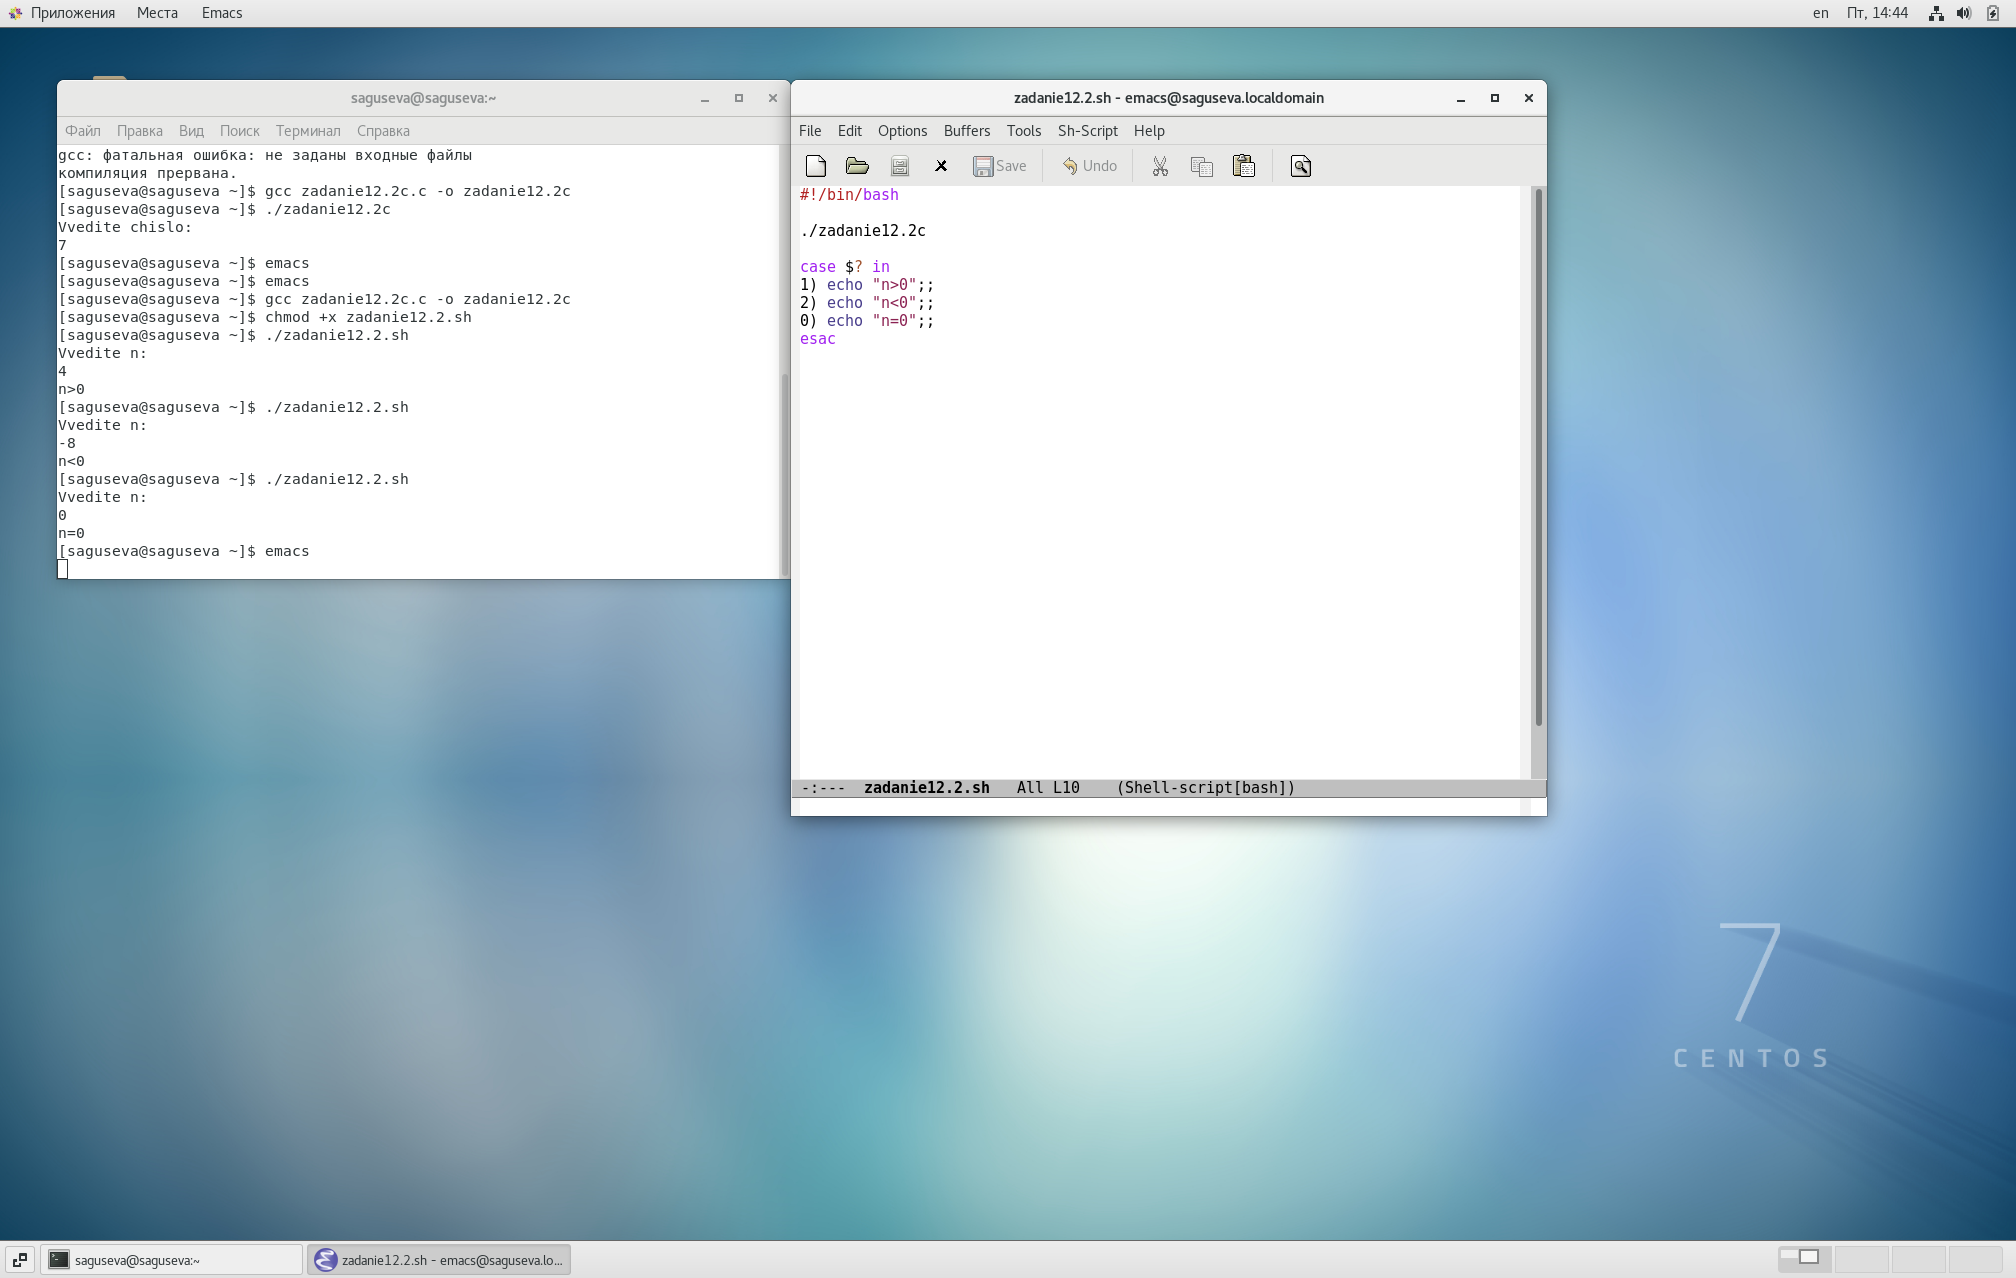 Приложения Места Emacs
en Пт, 14:44
saguseva@saguseva:~
Файл Правка Вид Поиск Терминал Справка
gcc: фатальная ошибка: не заданы входные файлы
компиляция прервана.
[saguseva@saguseva ~]$ gcc zadanie12.2c.c -o zadanie12.2c
[saguseva@saguseva ~]$ ./zadanie12.2c
Vvedite chislo:
7
[saguseva@saguseva ~]$ emacs
[saguseva@saguseva ~]$ emacs
[saguseva@saguseva ~]$ gcc zadanie12.2c.c -o zadanie12.2c
[saguseva@saguseva ~]$ chmod +x zadanie12.2.sh
[saguseva@saguseva ~]$ ./zadanie12.2.sh
Vvedite n:
4
n>0
[saguseva@saguseva ~]$ ./zadanie12.2.sh
Vvedite n:
-8
n<0
[saguseva@saguseva ~]$ ./zadanie12.2.sh
Vvedite n:
0
n=0
[saguseva@saguseva ~]$ emacs
zadanie12.2.sh - emacs@saguseva.localdomain
File Edit Options Buffers Tools Sh-Script Help
Save Undo
#!/bin/bash
./zadanie12.2c
case $? in
1) echo "n>0";;
2) echo "n<0";;
0) echo "n=0";;
esac
-:--- zadanie12.2.sh All L10 (Shell-script[bash])
7
CENTOS
saguseva@saguseva:~
zadanie12.2.sh - emacs@saguseva.lo...